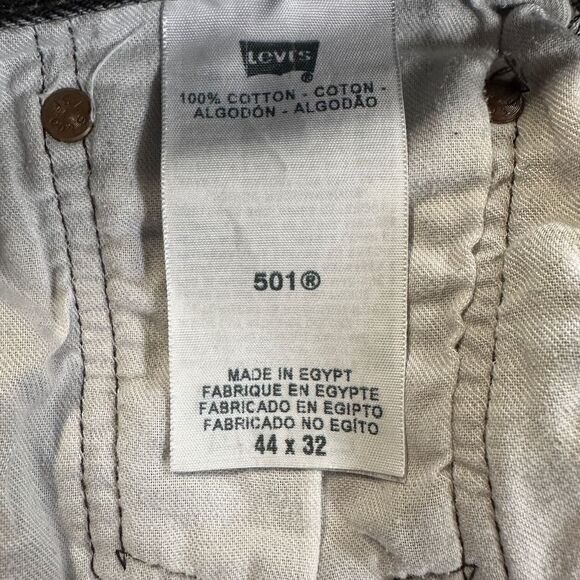 Levi's
®
100% COTTON - COTON -
ALGODÓN - ALGODÃO
501®
MADE IN EGYPT
FABRIQUE EN EGYPTE
FABRICADO EN EGIPTO
FABRICADO NO EGÍTO
44 x 32